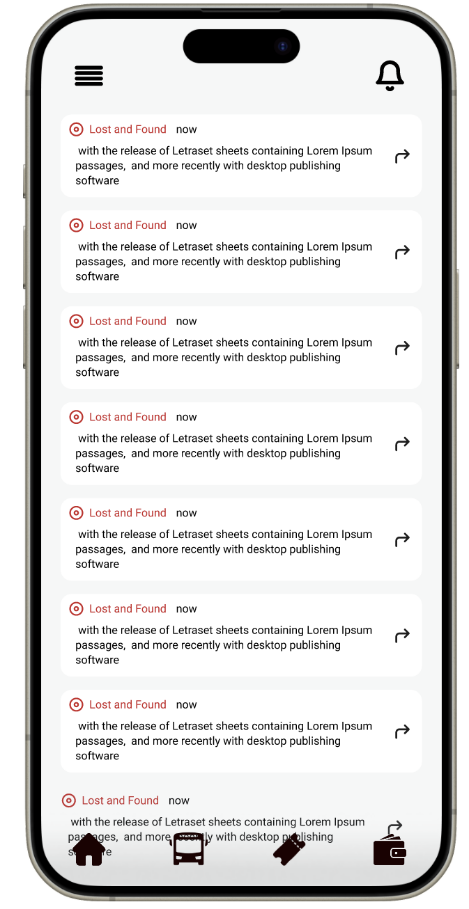 Lost and Found now
with the release of Letraset sheets containing Lorem Ipsum
passages, and more recently with desktop publishing
software
Lost and Found now
with the release of Letraset sheets containing Lorem Ipsum
passages, and more recently with desktop publishing
software
Lost and Found now
with the release of Letraset sheets containing Lorem Ipsum
passages, and more recently with desktop publishing
software
Lost and Found now
with the release of Letraset sheets containing Lorem Ipsum
passages, and more recently with desktop publishing
software
Lost and Found now
with the release of Letraset sheets containing Lorem Ipsum
passages, and more recently with desktop publishing
software
Lost and Found now
with the release of Letraset sheets containing Lorem Ipsum
passages, and more recently with desktop publishing
software
Lost and Found now
with the release of Letraset sheets containing Lorem Ipsum
passages, and more recently with desktop publishing
software
Lost and Found now
with the release of Letraset sheets containing Lorem Ipsum
and more with desktop